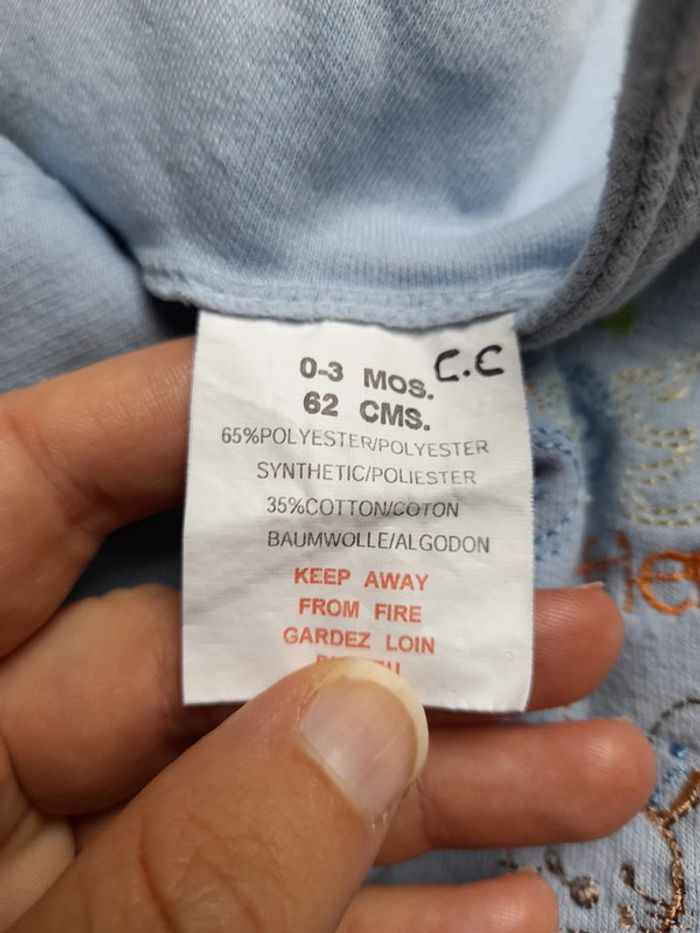 0-3 MOS. C.C
62 CMS.
65%POLYESTER/POLYESTER
SYNTHETIC/POLIESTER
35%COTTON/COTON
BAUMWOLLE/ALGODON
KEEP AWAY
FROM FIRE
GARDEZ LOIN